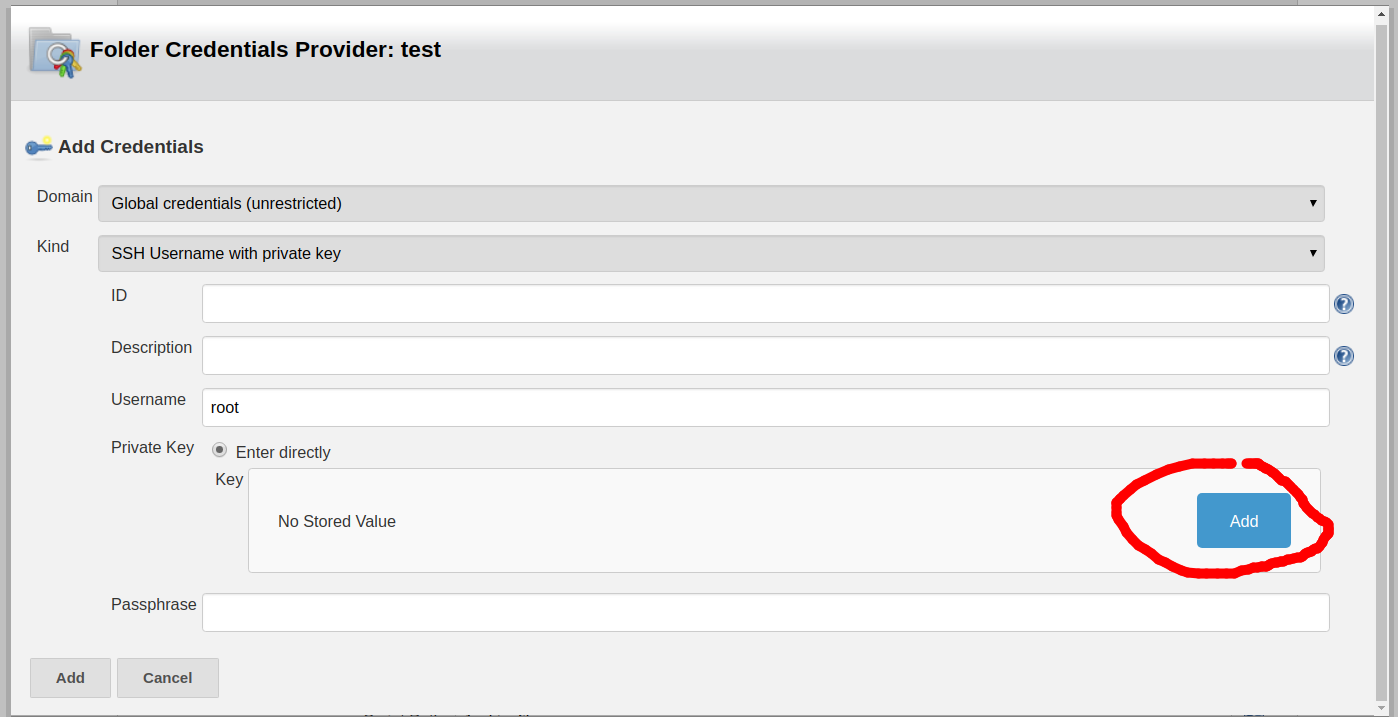 Folder Credentials Provider: test
Add Credentials
Domain
Global credentials (unrestricted)
Kind
SSH Username with private key
ID
Description
Username
root
Private Key
Enter directly
Key
No Stored Value
Add
Passphrase
Add
Cancel